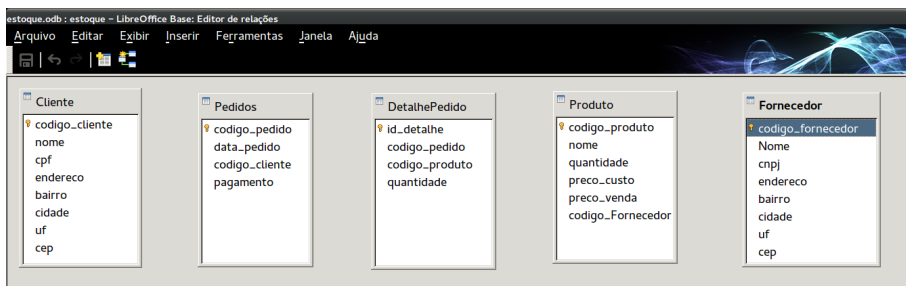 estoque.odb : estoque – LibreOffice Base: Editor de relações
Arquivo Editar Exibir Inserir Ferramentas Janela Ajuda
Cliente
codigo_cliente
nome
cpf
endereco
bairro
cidade
uf
cep
Pedidos
codigo_pedido
data_pedido
codigo_cliente
pagamento
DetalhePedido
id_detalhe
codigo_pedido
codigo_produto
quantidade
Produto
codigo_produto
nome
quantidade
preco_custo
preco_venda
codigo_Fornecedor
Fornecedor
codigo_fornecedor
Nome
cnpj
endereco
bairro
cidade
uf
cep